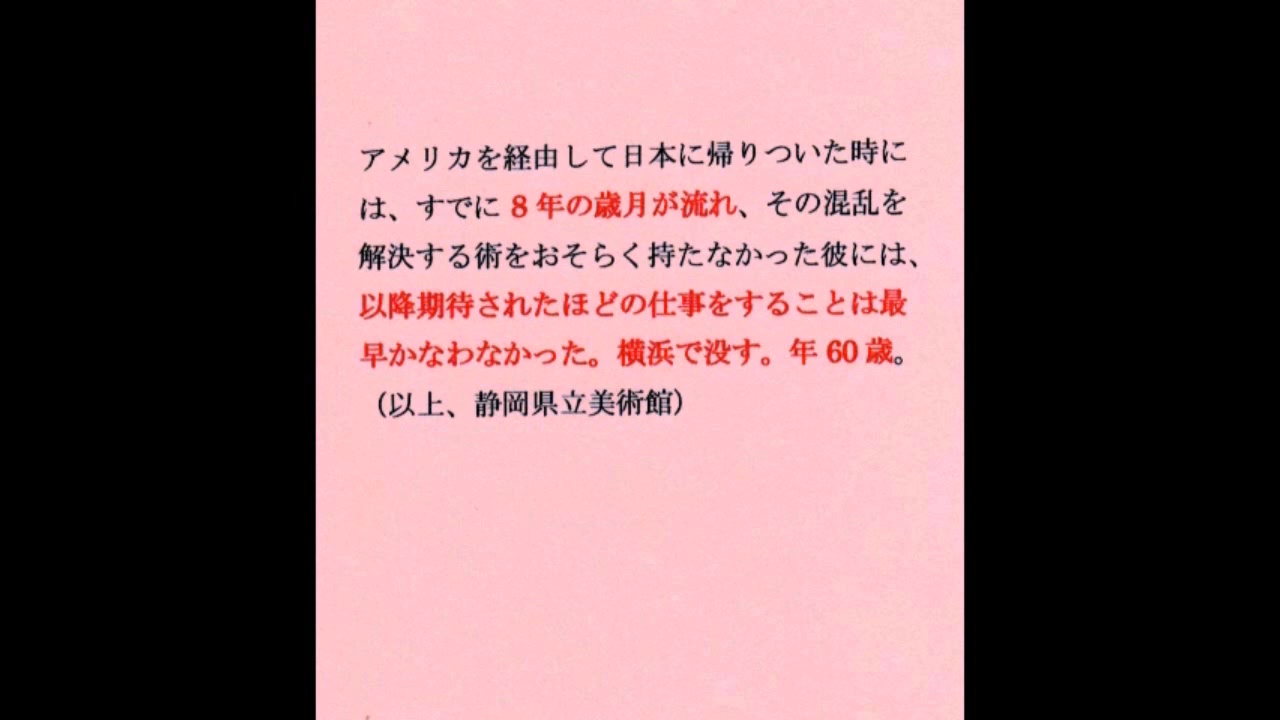 アメリカを経由して日本に帰りついた時に
は、すでに 8 年の歳月が流れ、その混乱を
解決する術をおそらく持たなかった彼には、
以降期待されたほどの仕事をすることは最
早かなわなかった。横浜で没す。年 60 歳。
（以上、静岡県立美術館）